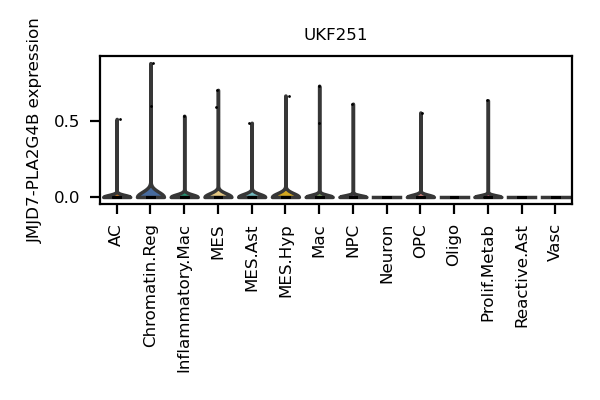 UKF251
JMJD7-PLA2G4B expression
0.5
0.0
AC
Chromatin.Reg
Inflammatory.Mac
MES
MES.Ast
MES.Hyp
Mac
NPC
Neuron
OPC
Oligo
Prolif.Metab
Reactive.Ast
Vasc